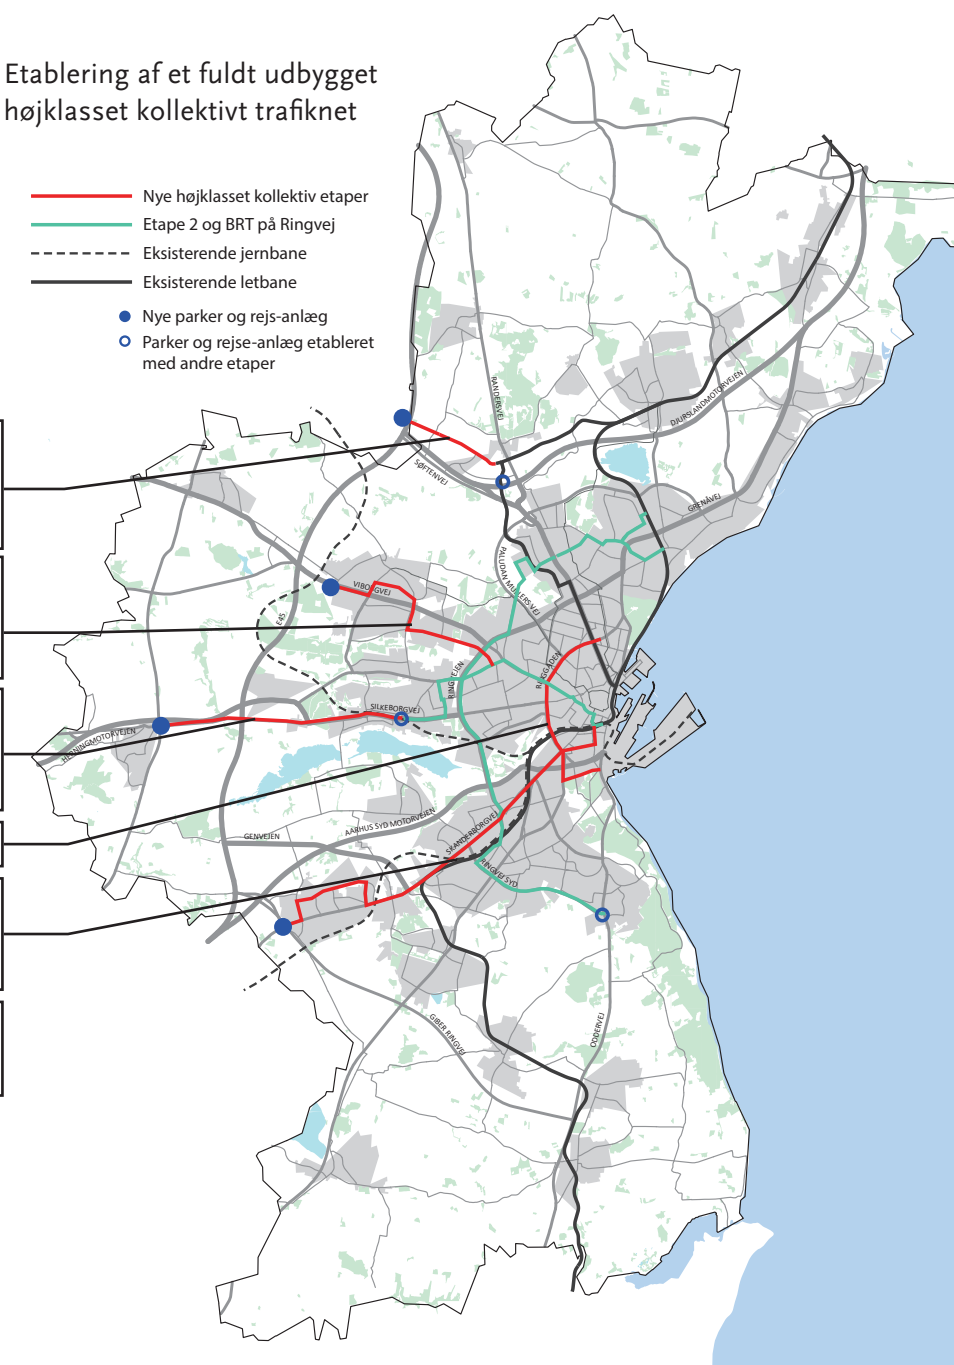 Etablering af et fuldt udbygget
højklasset kollektivt trafiknet
Nye højklasset kollektiv etaper
Etape 2 og BRT på Ringvej
Eksisterende jernbane
Eksisterende letbane
Nye parker og rejs-anlæg
Parker og rejse-anlæg etableret
med andre etaper
RANDERSVEJ
DJURSLANDMOTORVEJEN
SØFTENVEJ
GRENÅVEJ
PALUDAN MÜLLERS VEJ
VIBORGVEJ
E45
RINGVEJEN
RINGGADEN
SILKEBORGVEJ
HERNINGMOTORVEJEN
AARHUS SYD MOTORVEJEN
GENVEJEN
SKANDERBORGVEJ
RINGVEJ SYD
GIBER RINGVEJ
ODDERVEJ